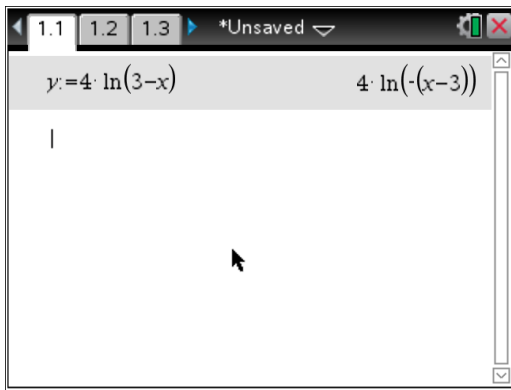 1.1 1.2 1.3 *Unsaved
y:=4·ln(3−x) 4·ln(-(x−3))